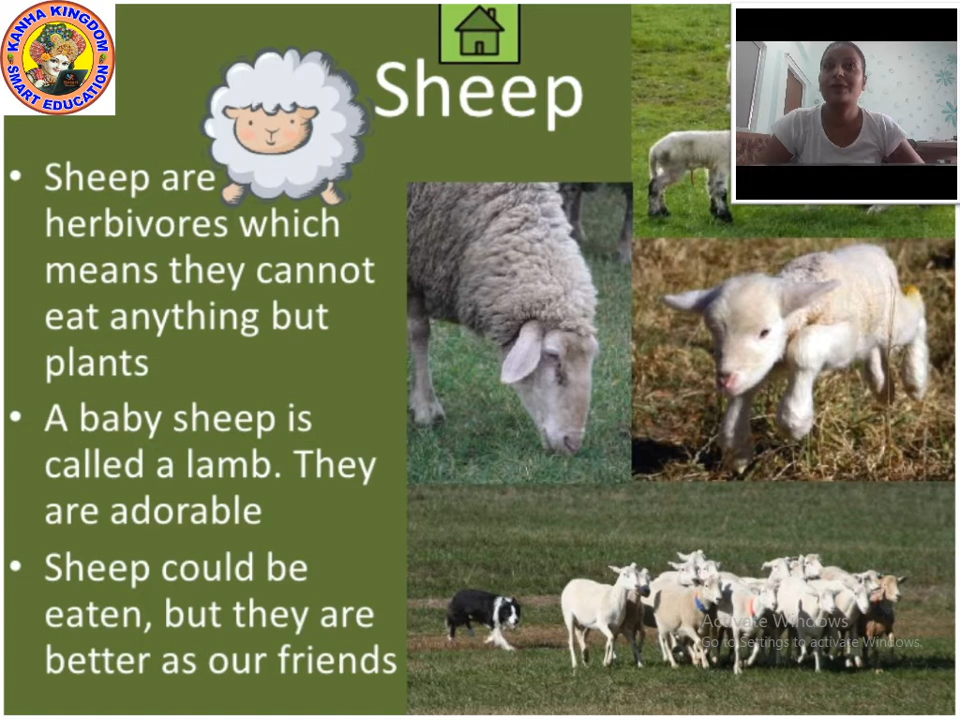 KANHA KINGDOM
SMART EDUCATION
Sheep
• Sheep are
herbivores which
means they cannot
eat anything but
plants
• A baby sheep is
called a lamb. They
are adorable
• Sheep could be
eaten, but they are
better as our friends
Activate Windows
Go to Settings to activate Windows.